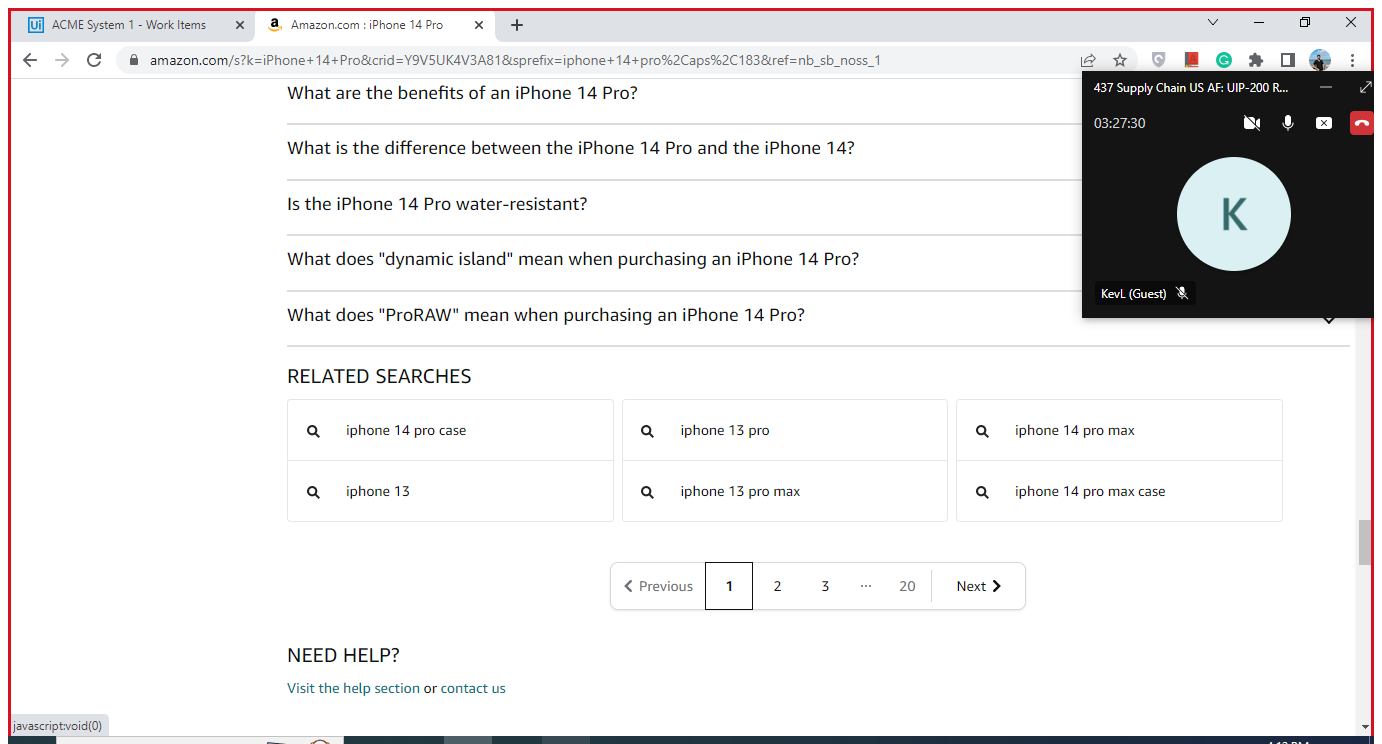 ACME System 1 - Work Items
Amazon.com : iPhone 14 Pro
amazon.com/s?k=iPhone+14+Pro&crid=Y9V5UK4V3A81&sprefix=iphone+14+pro%2Caps%2C183&ref=nb_sb_noss_1
437 Supply Chain US AF: UIP-200 R...
03:27:30
K
KevL (Guest)
What are the benefits of an iPhone 14 Pro?
What is the difference between the iPhone 14 Pro and the iPhone 14?
Is the iPhone 14 Pro water-resistant?
What does "dynamic island" mean when purchasing an iPhone 14 Pro?
What does "ProRAW" mean when purchasing an iPhone 14 Pro?
RELATED SEARCHES
iphone 14 pro case
iphone 13 pro
iphone 14 pro max
iphone 13
iphone 13 pro max
iphone 14 pro max case
Previous 1 2 3 ... 20 Next
NEED HELP?
Visit the help section or contact us
javascript:void(0)